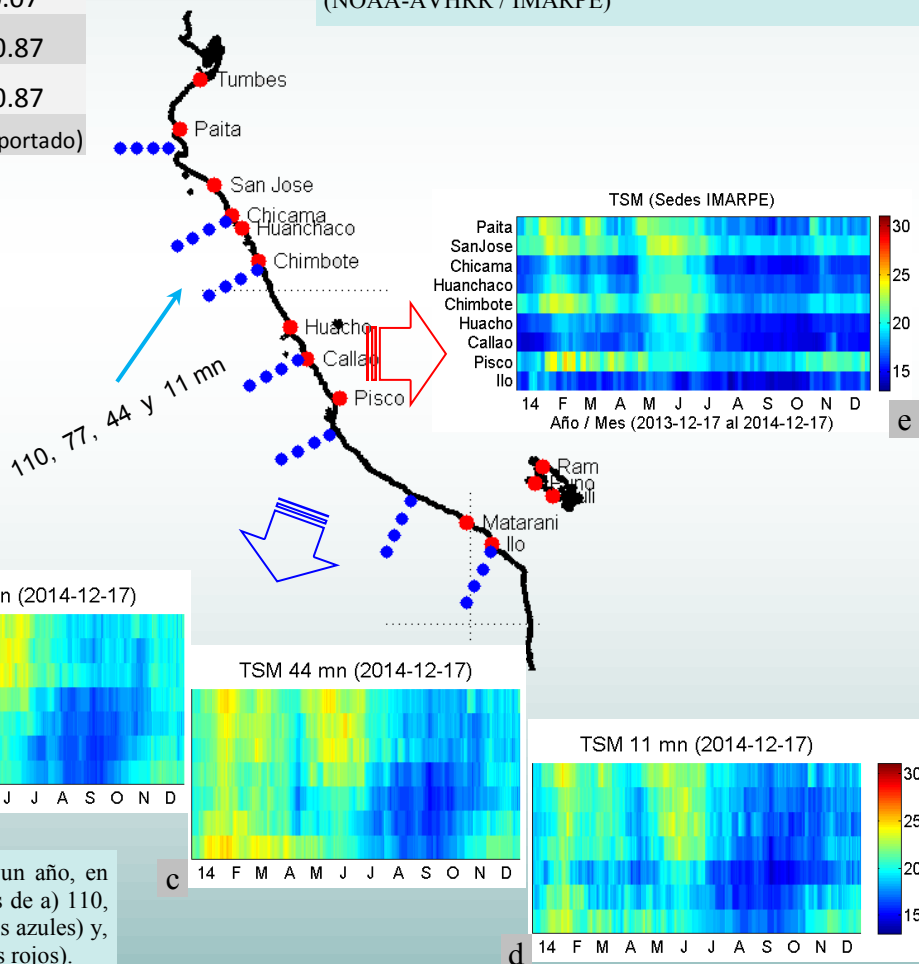 (NOAA-AVHRR / IMARPE)
0.87
0.87
portado)
Tumbes
Paita
San Jose
Chicama
Huanchaco
Chimbote
Huacho
Callao
Pisco
110, 77, 44 y 11 mn
Ram
Matarani
Ilo
TSM (Sedes IMARPE)
Paita
SanJose
Chicama
Huanchaco
Chimbote
Huacho
Callao
Pisco
Ilo
30
25
20
15
14 F M A M J J A S O N D
Año / Mes (2013-12-17 al 2014-12-17)
e
n (2014-12-17)
J J A S O N D
TSM 44 mn (2014-12-17)
14 F M A M J J A S O N D
c
TSM 11 mn (2014-12-17)
30
25
20
15
14 F M A M J J A S O N D
d
un año, en
s de a) 110,
s azules) y,
s rojos).